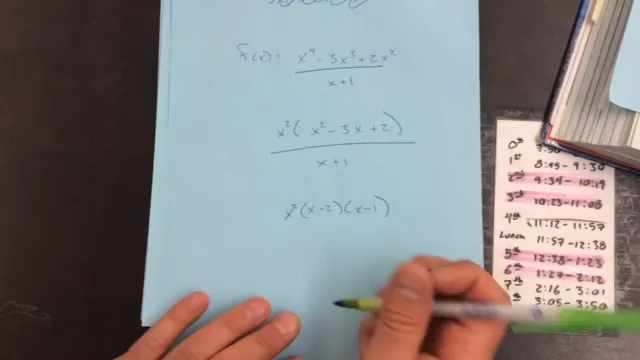 f(x) = x⁴ - 3x³ + 2x²
x+1
x²( x² - 3x + 2)
x+1
x²(x-2)(x-1)
0ᵗʰ
1ˢᵗ 8:45 - 9:30
2ⁿᵈ 9:34 - 10:19
3ʳᵈ 10:23 - 11:08
4ᵗʰ 11:12 - 11:57
Lunch 11:57 - 12:38
5ᵗʰ 12:38 - 1:23
6ᵗʰ 1:27 - 2:12
7ᵗʰ 2:16 - 3:01
3:05 - 3:50